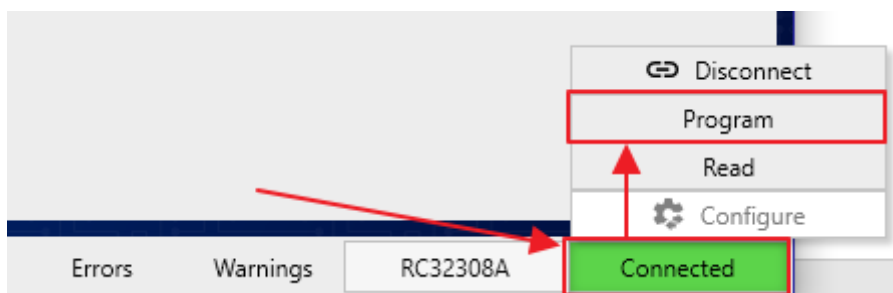 Disconnect
Program
Read
Configure
Errors Warnings RC32308A Connected